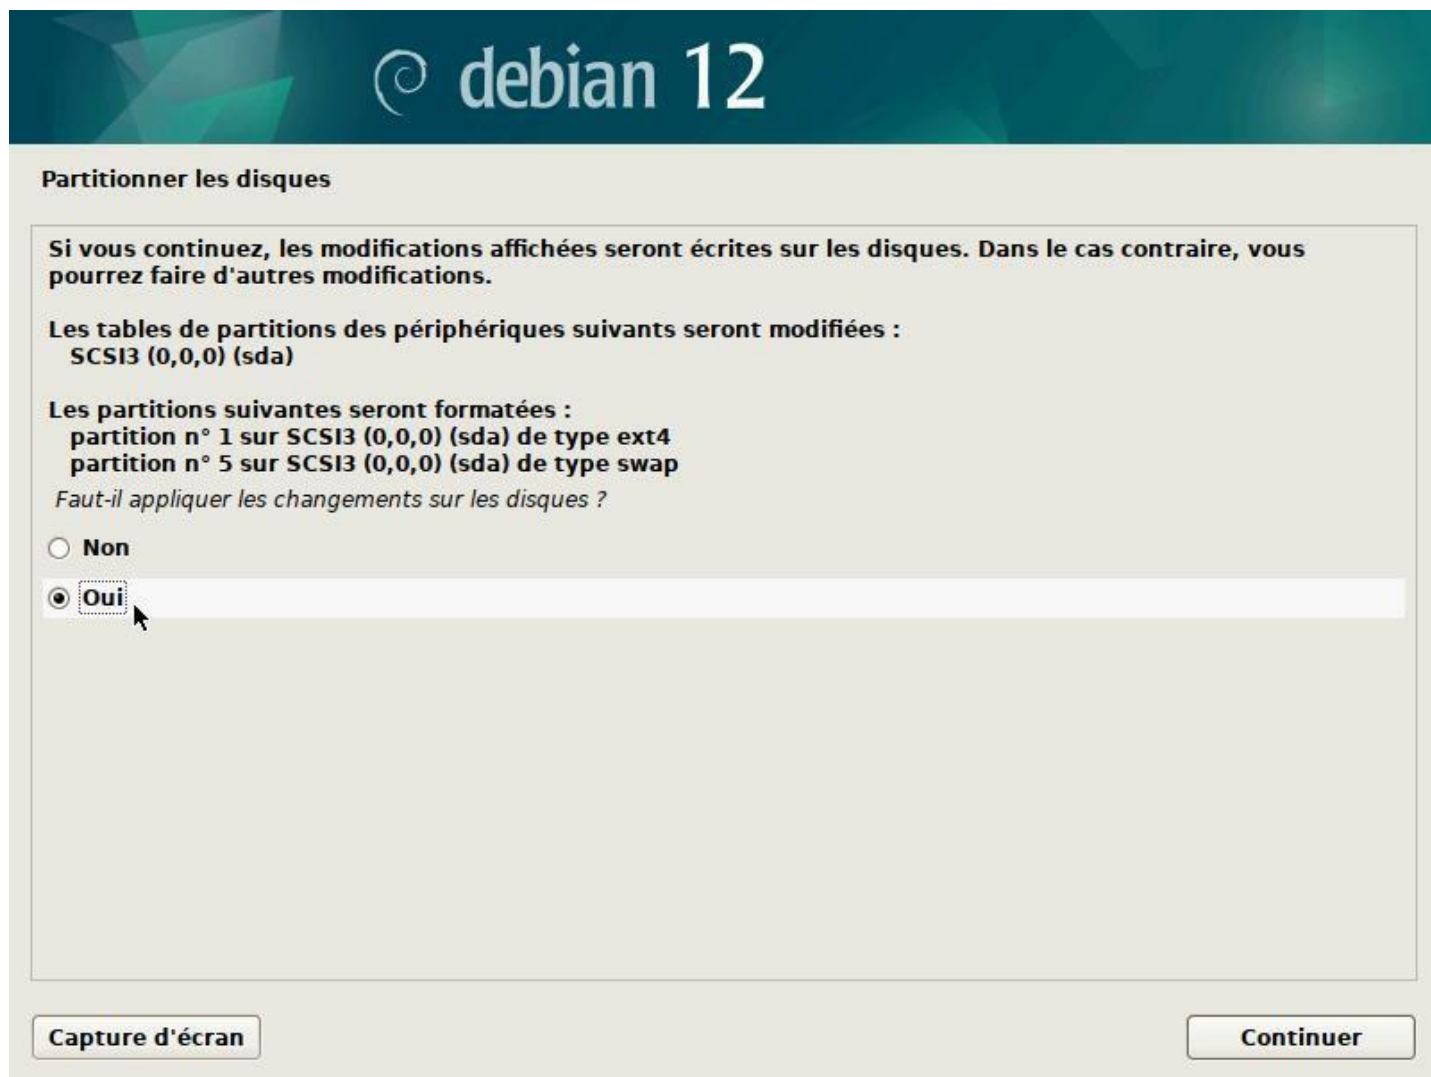 debian 12
Partitionner les disques
Si vous continuez, les modifications affichées seront écrites sur les disques. Dans le cas contraire, vous
pourrez faire d'autres modifications.
Les tables de partitions des périphériques suivants seront modifiées :
SCSI3 (0,0,0) (sda)
Les partitions suivantes seront formatées :
partition n° 1 sur SCSI3 (0,0,0) (sda) de type ext4
partition n° 5 sur SCSI3 (0,0,0) (sda) de type swap
Faut-il appliquer les changements sur les disques ?
Non
Oui
Capture d'écran
Continuer